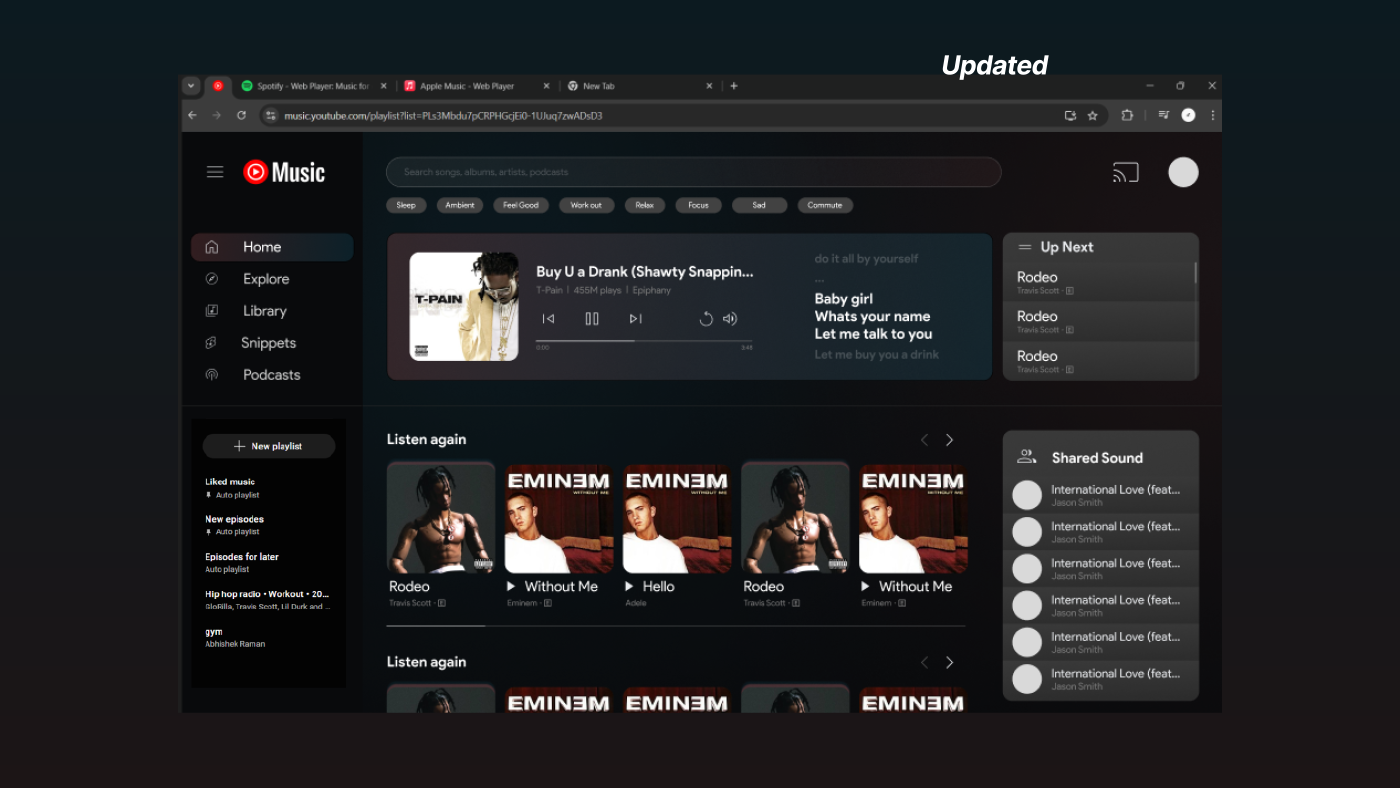 Updated
Spotify - Web Player: Music for
Apple Music - Web Player
New Tab
music.youtube.com/playlist?list=PLs3Mbdu7pCRPHGcjEi0-1UJuq7zwADsD3
Music
Search songs, albums, artists, podcasts
Sleep
Ambient
Feel Good
Work out
Relax
Focus
Sad
Commute
Home
Explore
Library
Snippets
Podcasts
T-PAIN
Buy U a Drank (Shawty Snappin...
T-Pain | 455M plays | Epiphany
0:00
3:48
do it all by yourself
...
Baby girl
Whats your name
Let me talk to you
Let me buy you a drink
Up Next
Rodeo
Travis Scott · E
Rodeo
Travis Scott · E
Rodeo
Travis Scott · E
New playlist
Liked music
Auto playlist
New episodes
Auto playlist
Episodes for later
Auto playlist
Hip hop radio • Workout • 20...
GloRilla, Travis Scott, Lil Durk and ...
gym
Abhishek Raman
Listen again
EMINEM
WITHOUT ME
EMINEM
WITHOUT ME
EMINEM
WITHOUT ME
Rodeo
Travis Scott · E
Without Me
Eminem · E
Hello
Adele
Rodeo
Travis Scott · E
Without Me
Eminem · E
Listen again
EMINEM
WITHOUT ME
EMINEM
WITHOUT ME
EMINEM
WITHOUT ME
Shared Sound
International Love (feat...
Jason Smith
International Love (feat...
Jason Smith
International Love (feat...
Jason Smith
International Love (feat...
Jason Smith
International Love (feat...
Jason Smith
International Love (feat...
Jason Smith